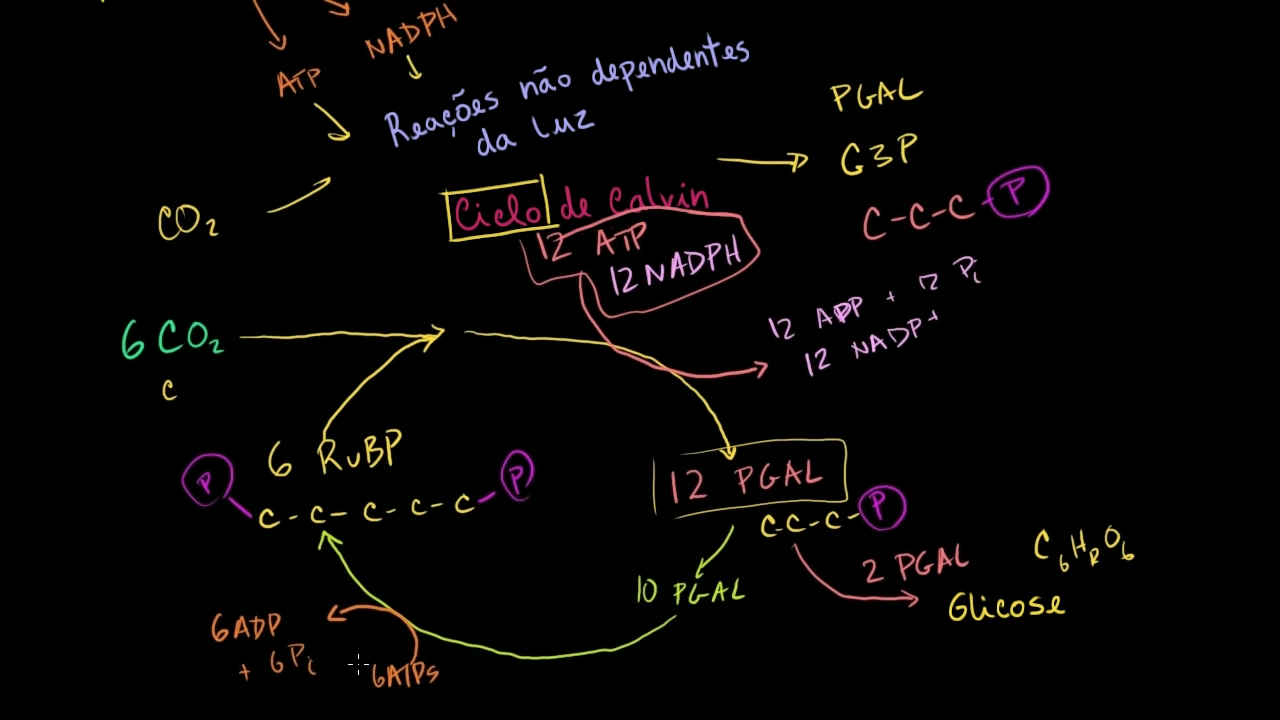 NADPH
ATP
Reações não dependentes
da luz
PGAL
G3P
CO₂
Ciclo de Calvin
C-C-C-P
12 ATP
12 NADPH
12 ADP + 12 Pi
12 NADP+
6 CO₂
C
6 RuBP
P
C-C-C-C-C-P
12 PGAL
C-C-C-P
2 PGAL
C₆H₁₂O₆
10 PGAL
Glicose
6ADP
+ 6Pi
6ATPs